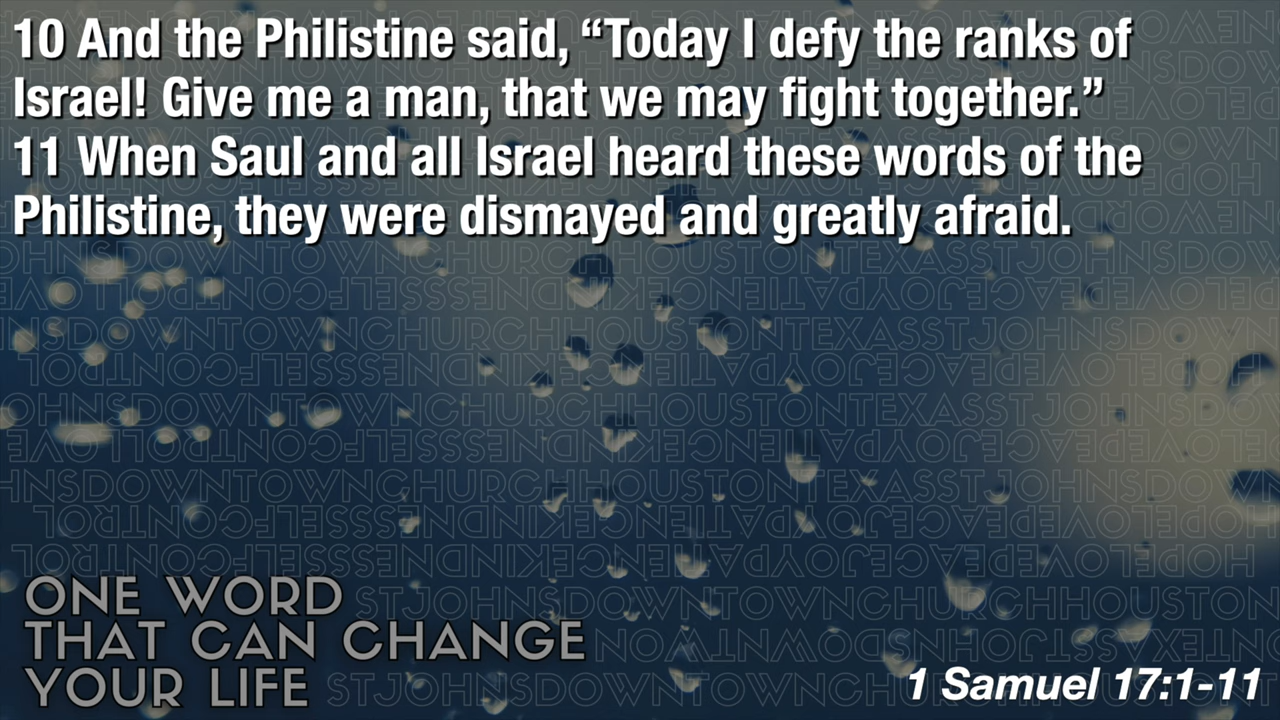 10 And the Philistine said, “Today I defy the ranks of
Israel! Give me a man, that we may fight together.”
11 When Saul and all Israel heard these words of the
Philistine, they were dismayed and greatly afraid.
ONE WORD
THAT CAN CHANGE
YOUR LIFE
1 Samuel 17:1-11